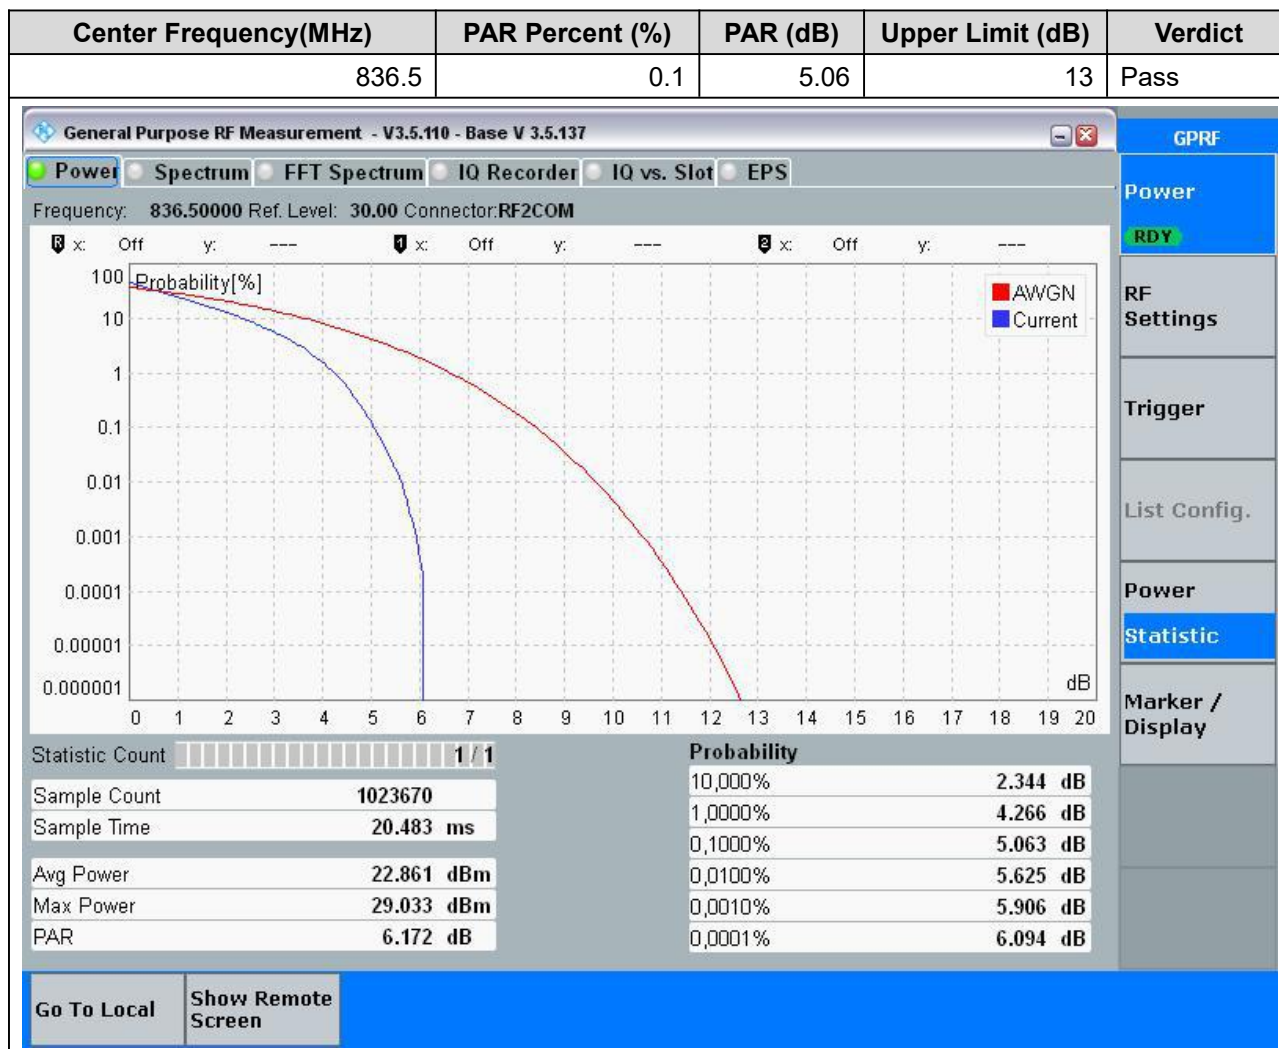 Center Frequency(MHz) PAR Percent (%) PAR (dB) Upper Limit (dB) Verdict
836.5 0.1 5.06 13 Pass
General Purpose RF Measurement - V3.5.110 - Base V 3.5.137
GPRF
Power Spectrum FFT Spectrum IQ Recorder IQ vs. Slot EPS
Power
RDY
Frequency: 836.50000 Ref. Level: 30.00 Connector:RF2COM
R x: Off y: --- 1 x: Off y: --- 2 x: Off y: ---
100 Probability[%]
AWGN
Current
RF
Settings
10
1
Trigger
0.1
0.01
List Config.
0.001
0.0001
Power
0.00001
Statistic
0.000001
dB
Marker /
Display
0 1 2 3 4 5 6 7 8 9 10 11 12 13 14 15 16 17 18 19 20
Statistic Count 1 / 1
Sample Count 1023670
Sample Time 20.483 ms
Avg Power 22.861 dBm
Max Power 29.033 dBm
PAR 6.172 dB
Probability
10,000% 2.344 dB
1,0000% 4.266 dB
0,1000% 5.063 dB
0,0100% 5.625 dB
0,0010% 5.906 dB
0,0001% 6.094 dB
Go To Local
Show Remote
Screen